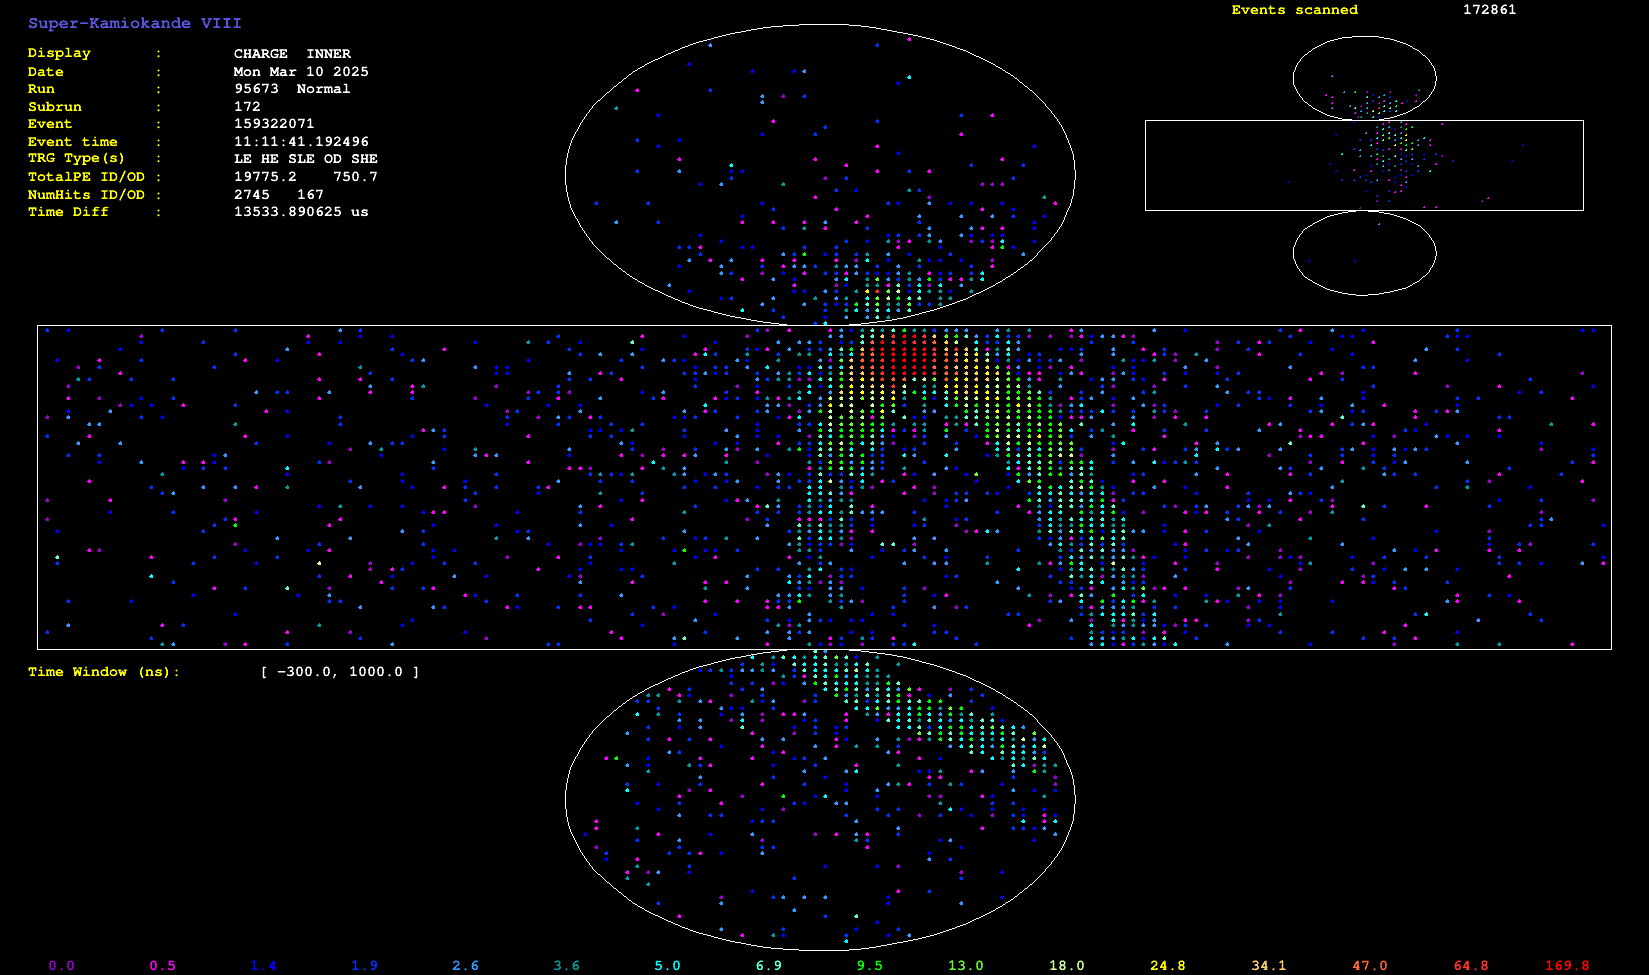 Super-Kamiokande VIII
Events scanned 172861
Display : CHARGE INNER
Date : Mon Mar 10 2025
Run : 95673 Normal
Subrun : 172
Event : 159322071
Event time : 11:11:41.192496
TRG Type(s) : LE HE SLE OD SHE
TotalPE ID/OD : 19775.2 750.7
NumHits ID/OD : 2745 167
Time Diff : 13533.890625 us
Time Window (ns): [ -300.0, 1000.0 ]
0.0 0.5 1.4 1.9 2.6 3.6 5.0 6.9 9.5 13.0 18.0 24.8 34.1 47.0 64.8 169.8